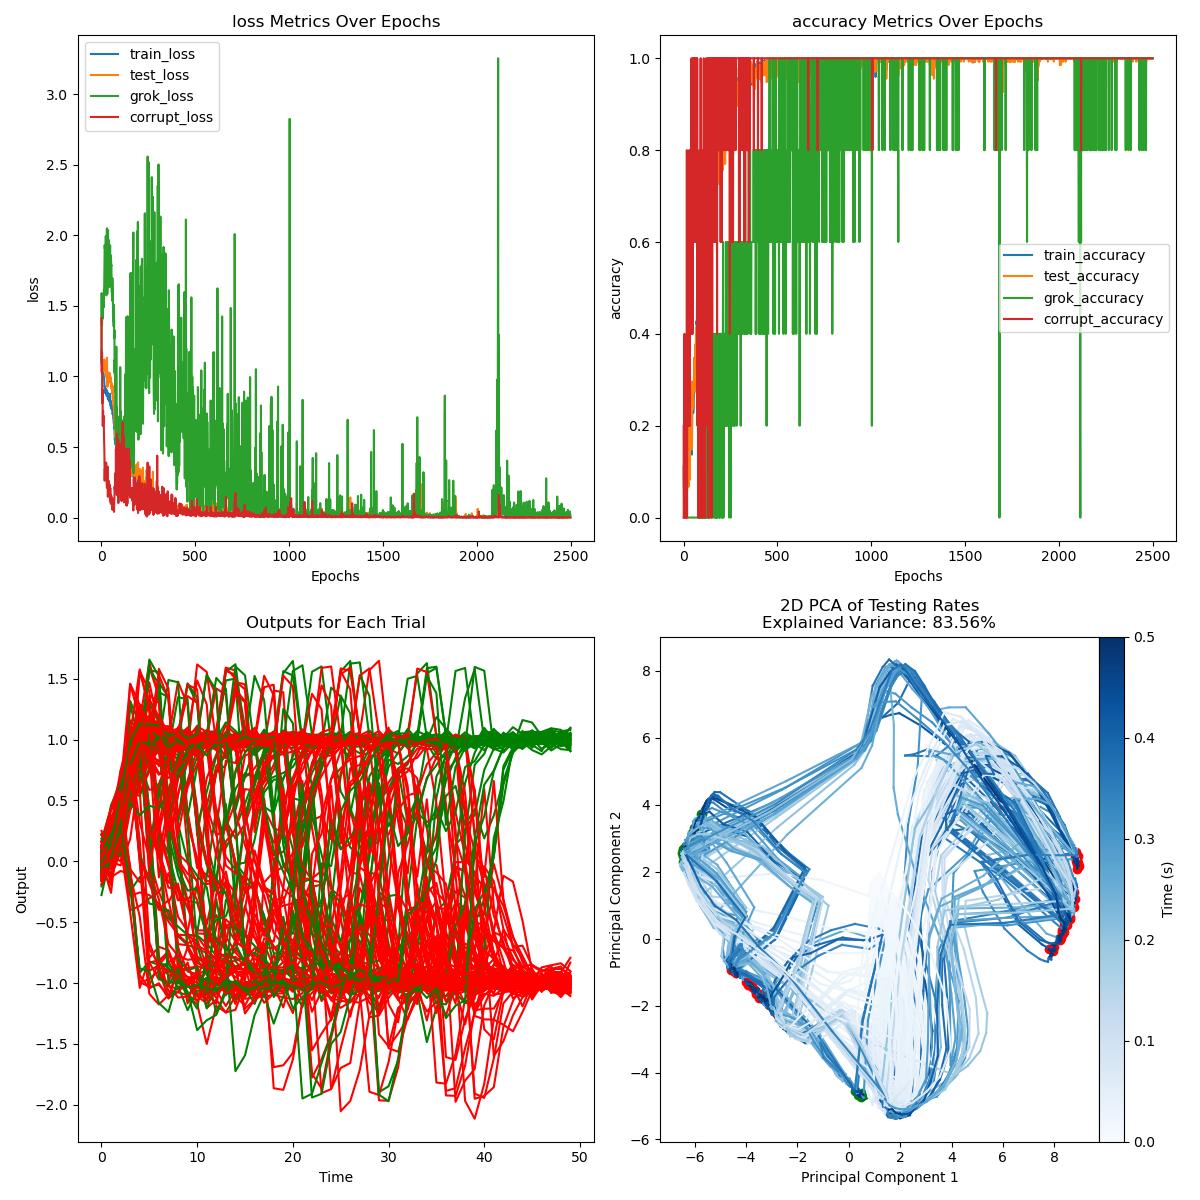 loss Metrics Over Epochs
train_loss
test_loss
grok_loss
corrupt_loss
3.0
2.5
2.0
1.5
1.0
0.5
0.0
loss
0
500
1000
1500
2000
2500
Epochs
accuracy Metrics Over Epochs
1.0
0.8
0.6
0.4
0.2
0.0
accuracy
train_accuracy
test_accuracy
grok_accuracy
corrupt_accuracy
0
500
1000
1500
2000
2500
Epochs
Outputs for Each Trial
1.5
1.0
0.5
0.0
−0.5
−1.0
−1.5
−2.0
Output
0
10
20
30
40
50
Time
2D PCA of Testing Rates
Explained Variance: 83.56%
8
6
4
2
0
−2
−4
−6
Principal Component 2
−6
−4
−2
0
2
4
6
8
Principal Component 1
0.5
0.4
0.3
0.2
0.1
0.0
Time (s)